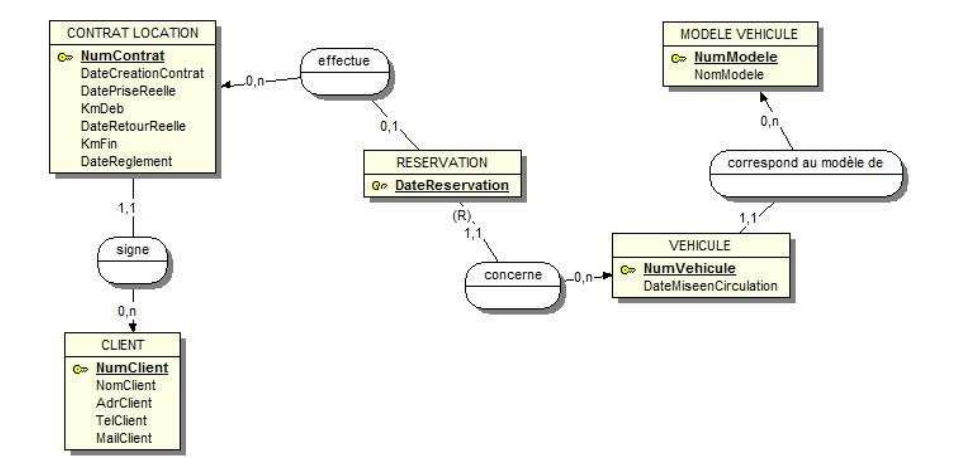 CONTRAT LOCATION
NumContrat
DateCreationContrat
DatePriseReelle
KmDeb
DateRetourReelle
KmFin
DateReglement
effectue
0,n
0,1
MODELE VEHICULE
NumModele
NomModele
0,n
correspond au modèle de
1,1
RESERVATION
DateReservation
(R)
1,1
concerne
0,n
VEHICULE
NumVehicule
DateMiseenCirculation
1,1
signe
0,n
CLIENT
NumClient
NomClient
AdrClient
TelClient
MailClient